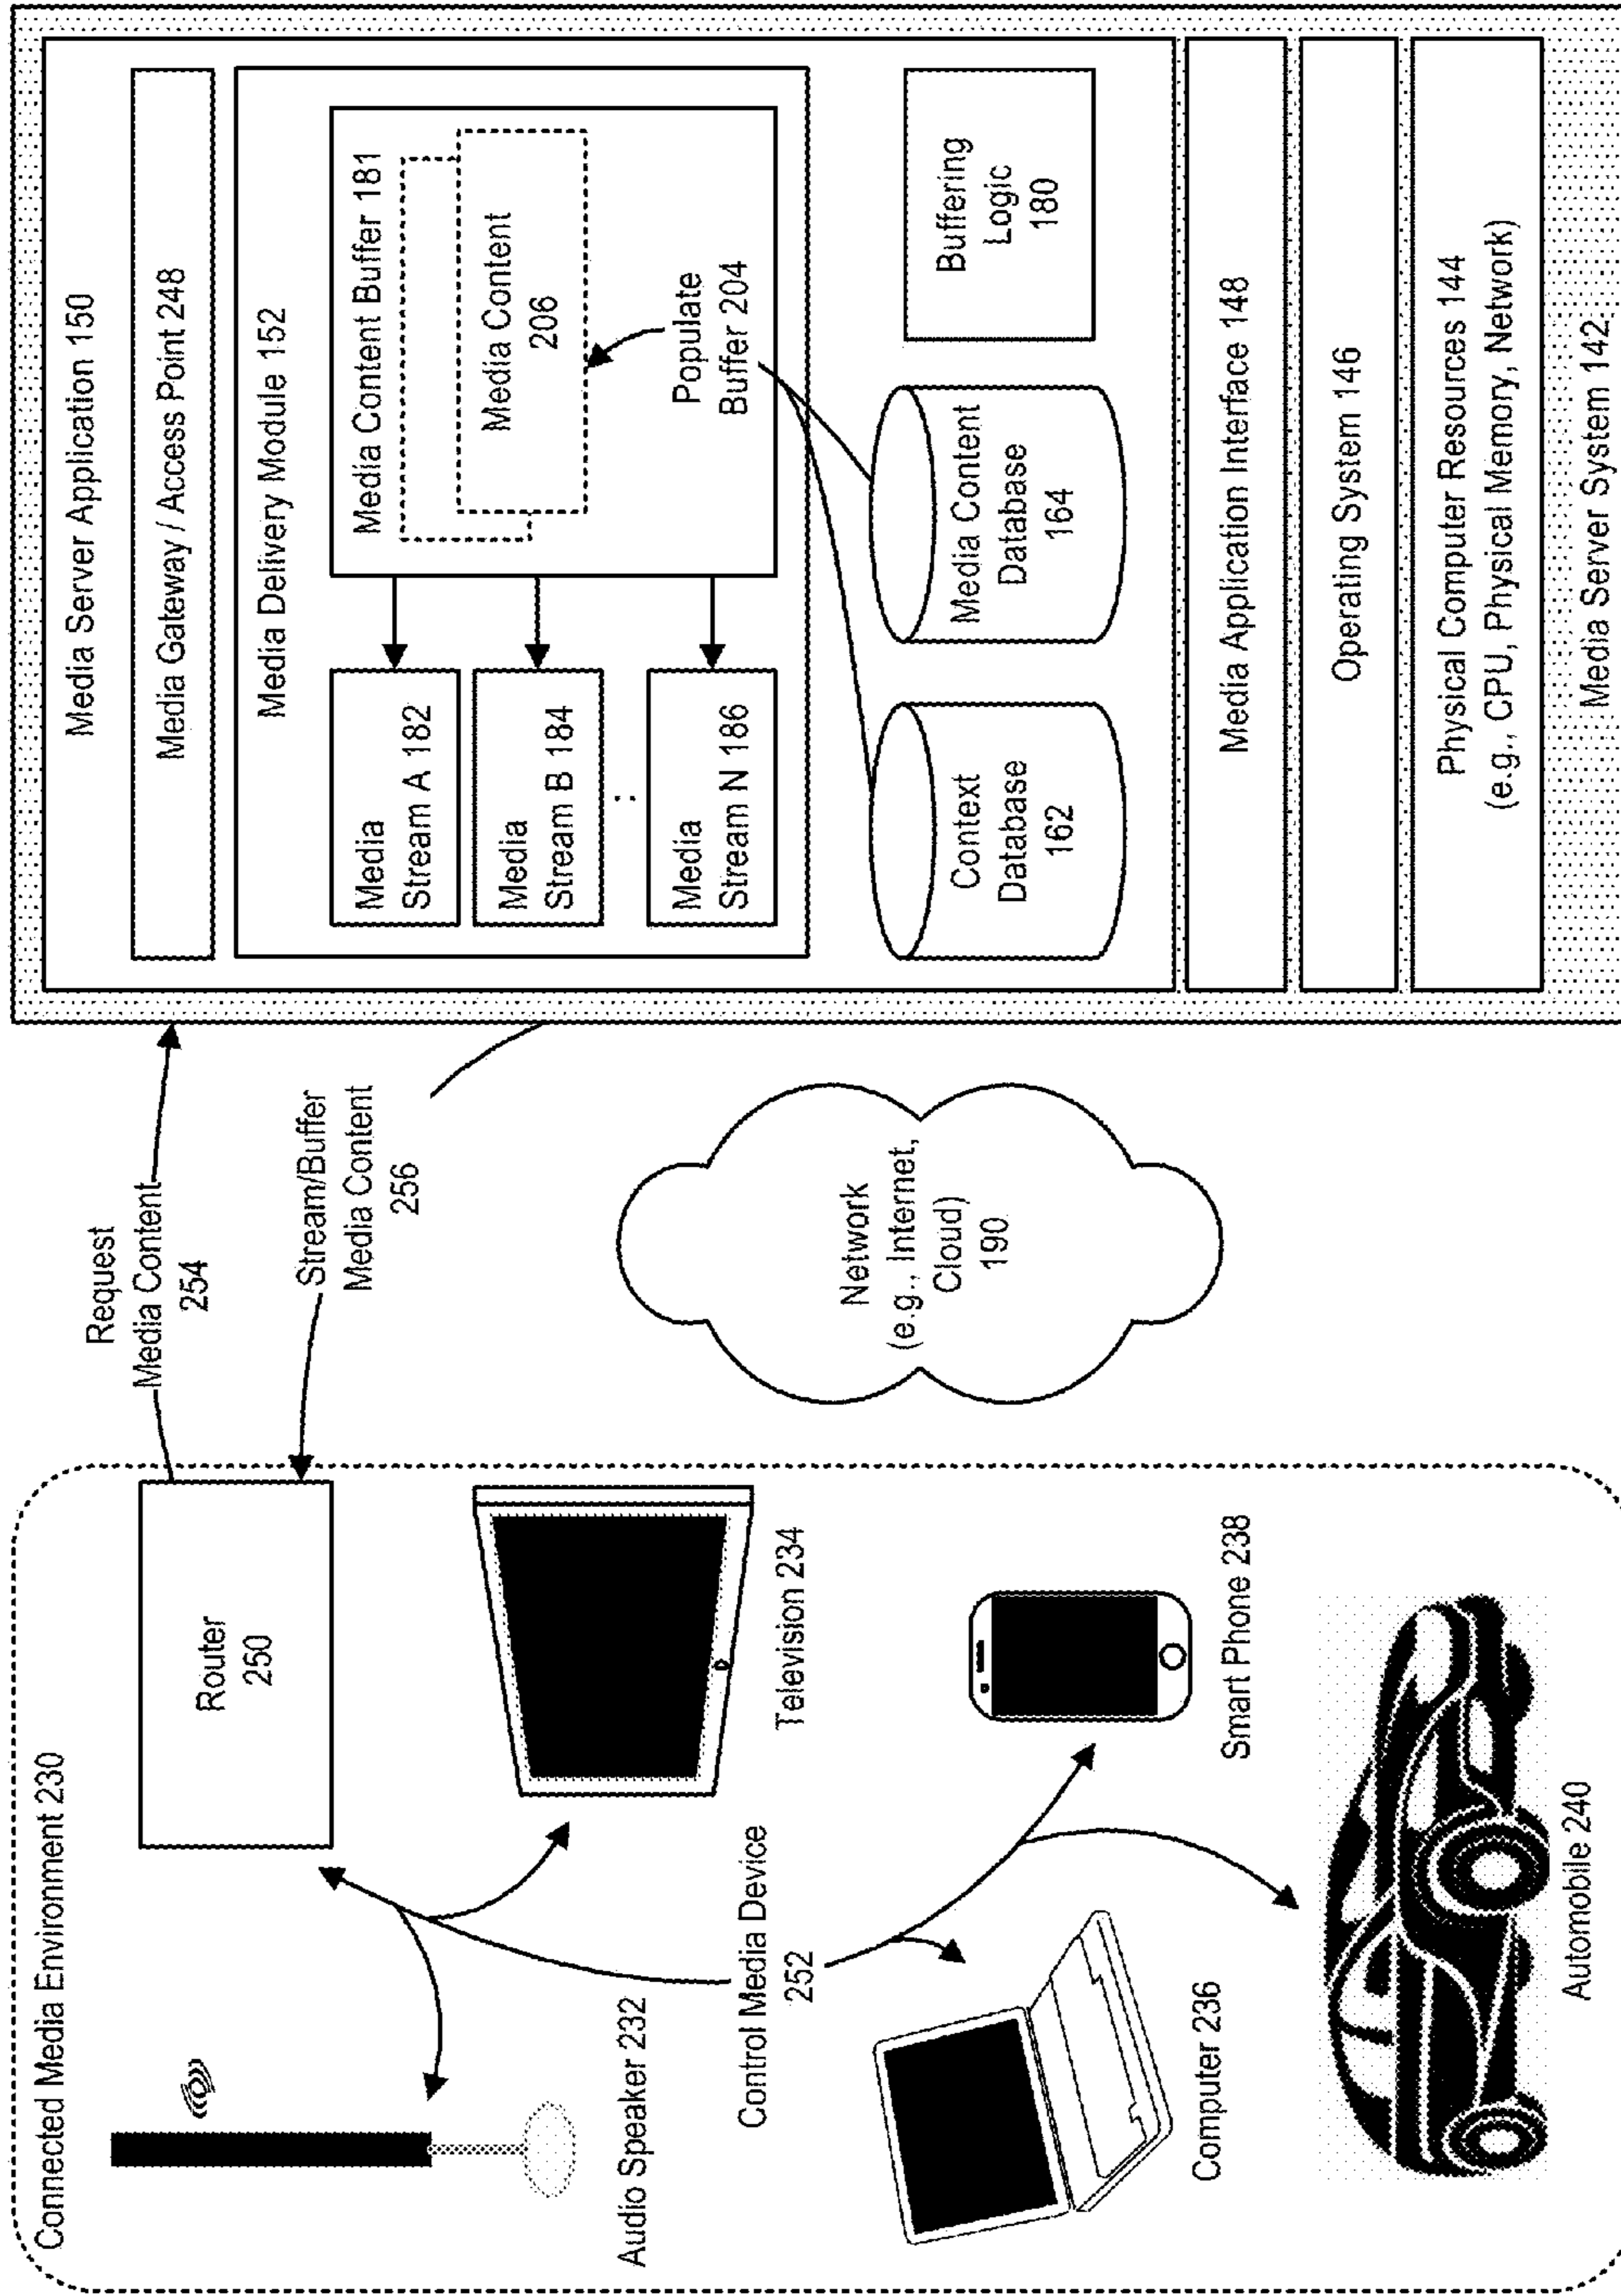 Connected Media Environment 230
Router
250
Audio Speaker 232
Television 234
Control Media Device
252
Computer 236
Smart Phone 238
Automobile 240
Request
Media Content
254
Stream/Buffer
Media Content
256
Network
(e.g., Internet,
Cloud)
190
Media Server Application 150
Media Gateway / Access Point 248
Media Delivery Module 152
Media
Stream A 182
Media
Stream B 184
:
Media
Stream N 186
Media Content Buffer 181
Media Content
206
Populate
Buffer 204
Context
Database
162
Media Content
Database
164
Buffering
Logic
180
Media Application Interface 148
Operating System 146
Physical Computer Resources 144
(e.g., CPU, Physical Memory, Network)
Media Server System 142